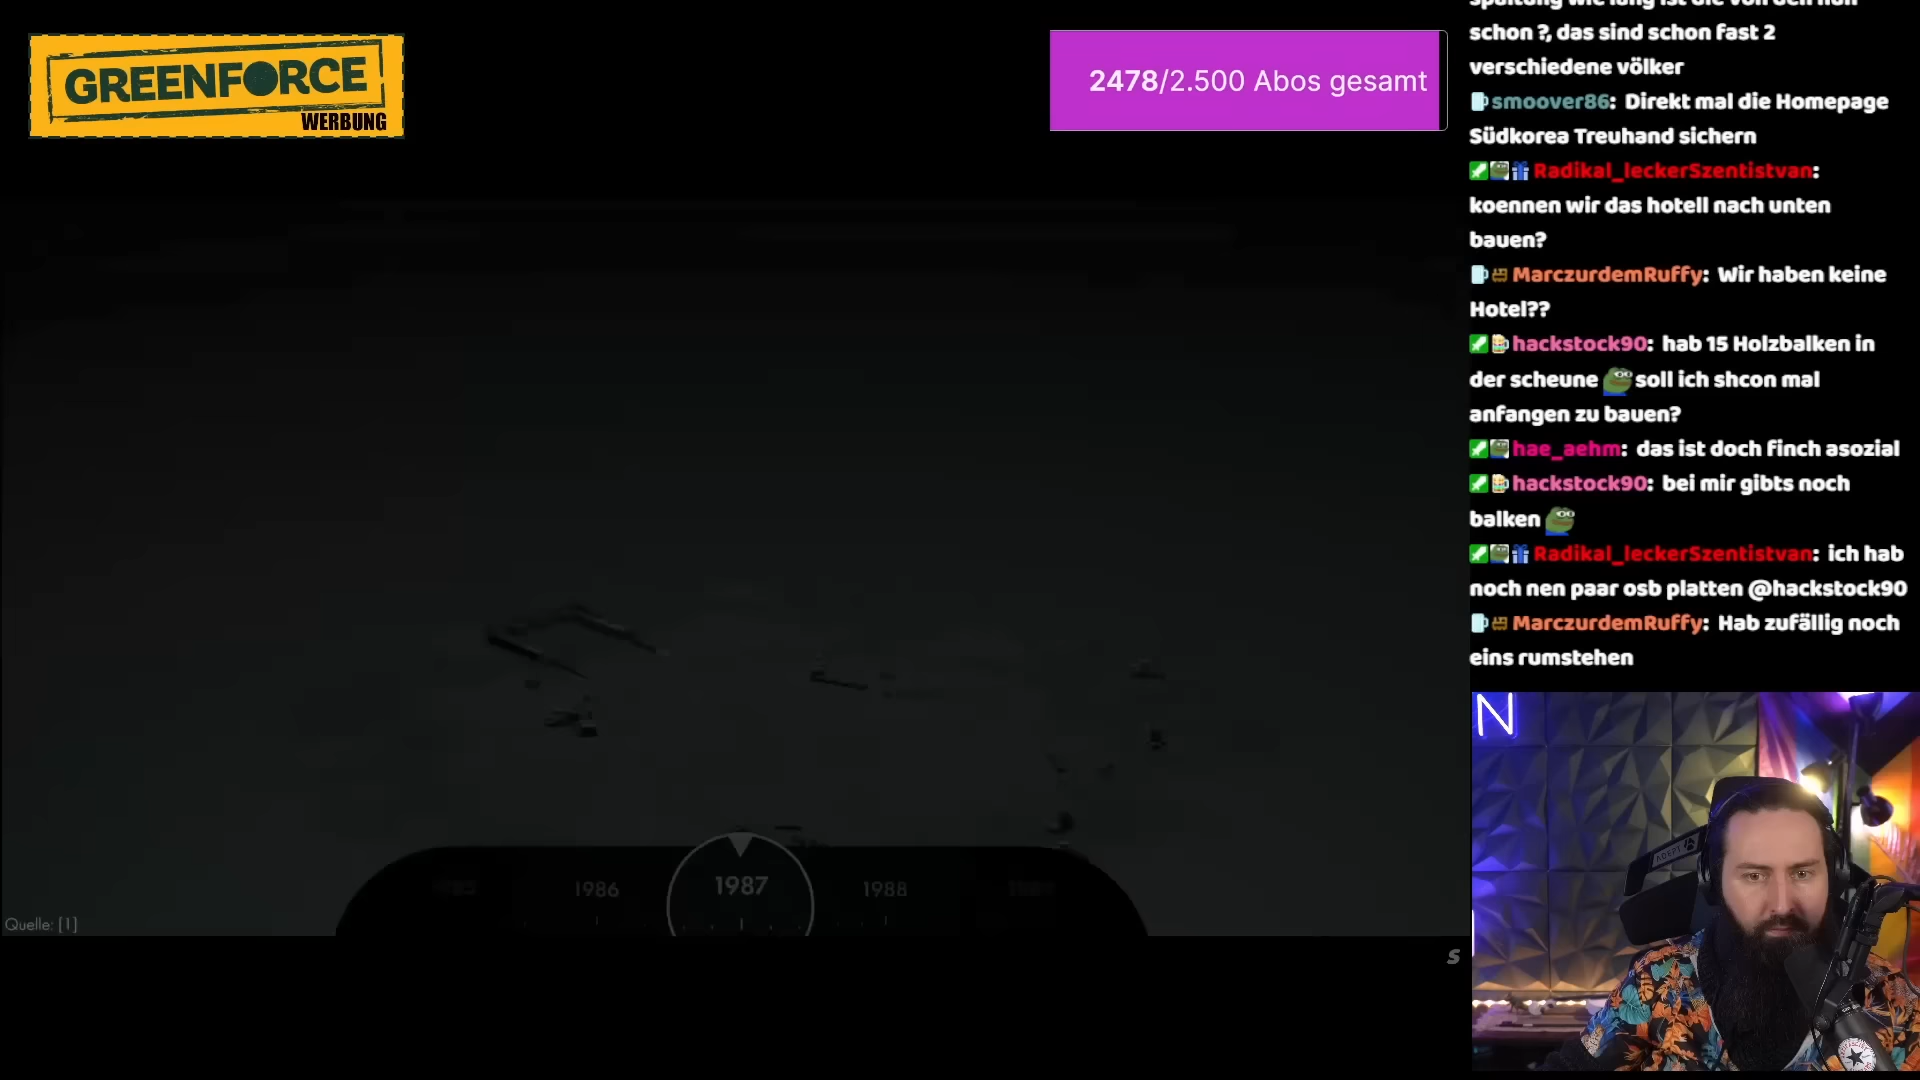 GREENFORCE
WERBUNG
2478/2.500 Abos gesamt
schon ?, das sind schon fast 2
verschiedene völker
smoover86: Direkt mal die Homepage
Südkorea Treuhand sichern
Radikal_leckerSzentistvan:
koennen wir das hotell nach unten
bauen?
MarczurdemRuffy: Wir haben keine
Hotel??
hackstock90: hab 15 Holzbalken in
der scheune soll ich shcon mal
anfangen zu bauen?
hae_aehm: das ist doch finch asozial
hackstock90: bei mir gibts noch
balken
Radikal_leckerSzentistvan: ich hab
noch nen paar osb platten @hackstock90
MarczurdemRuffy: Hab zufällig noch
eins rumstehen
1986 1987 1988
Quelle: [1]
S
N
ADEPT